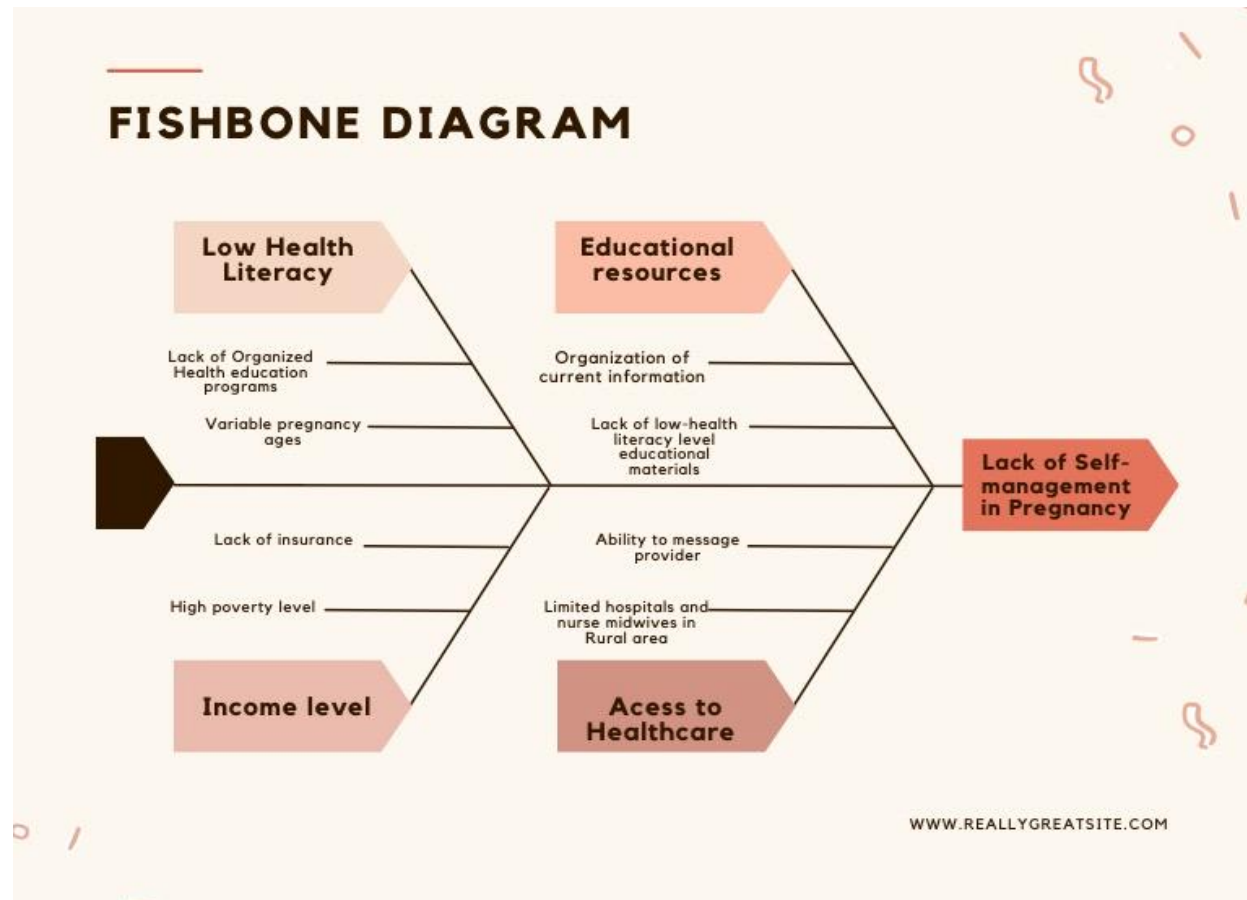 FISHBONE DIAGRAM
Low Health
Literacy
Educational
resources
Lack of Organized
Health education
programs
Organization of
current information
Variable pregnancy
ages
Lack of low-health
literacy level
educational
materials
Lack of Self-
management
in Pregnancy
Lack of insurance
Ability to message
provider
High poverty level
Limited hospitals and
nurse midwives in
Rural area
Income level
Acess to
Healthcare
WWW.REALLYGREATSITE.COM